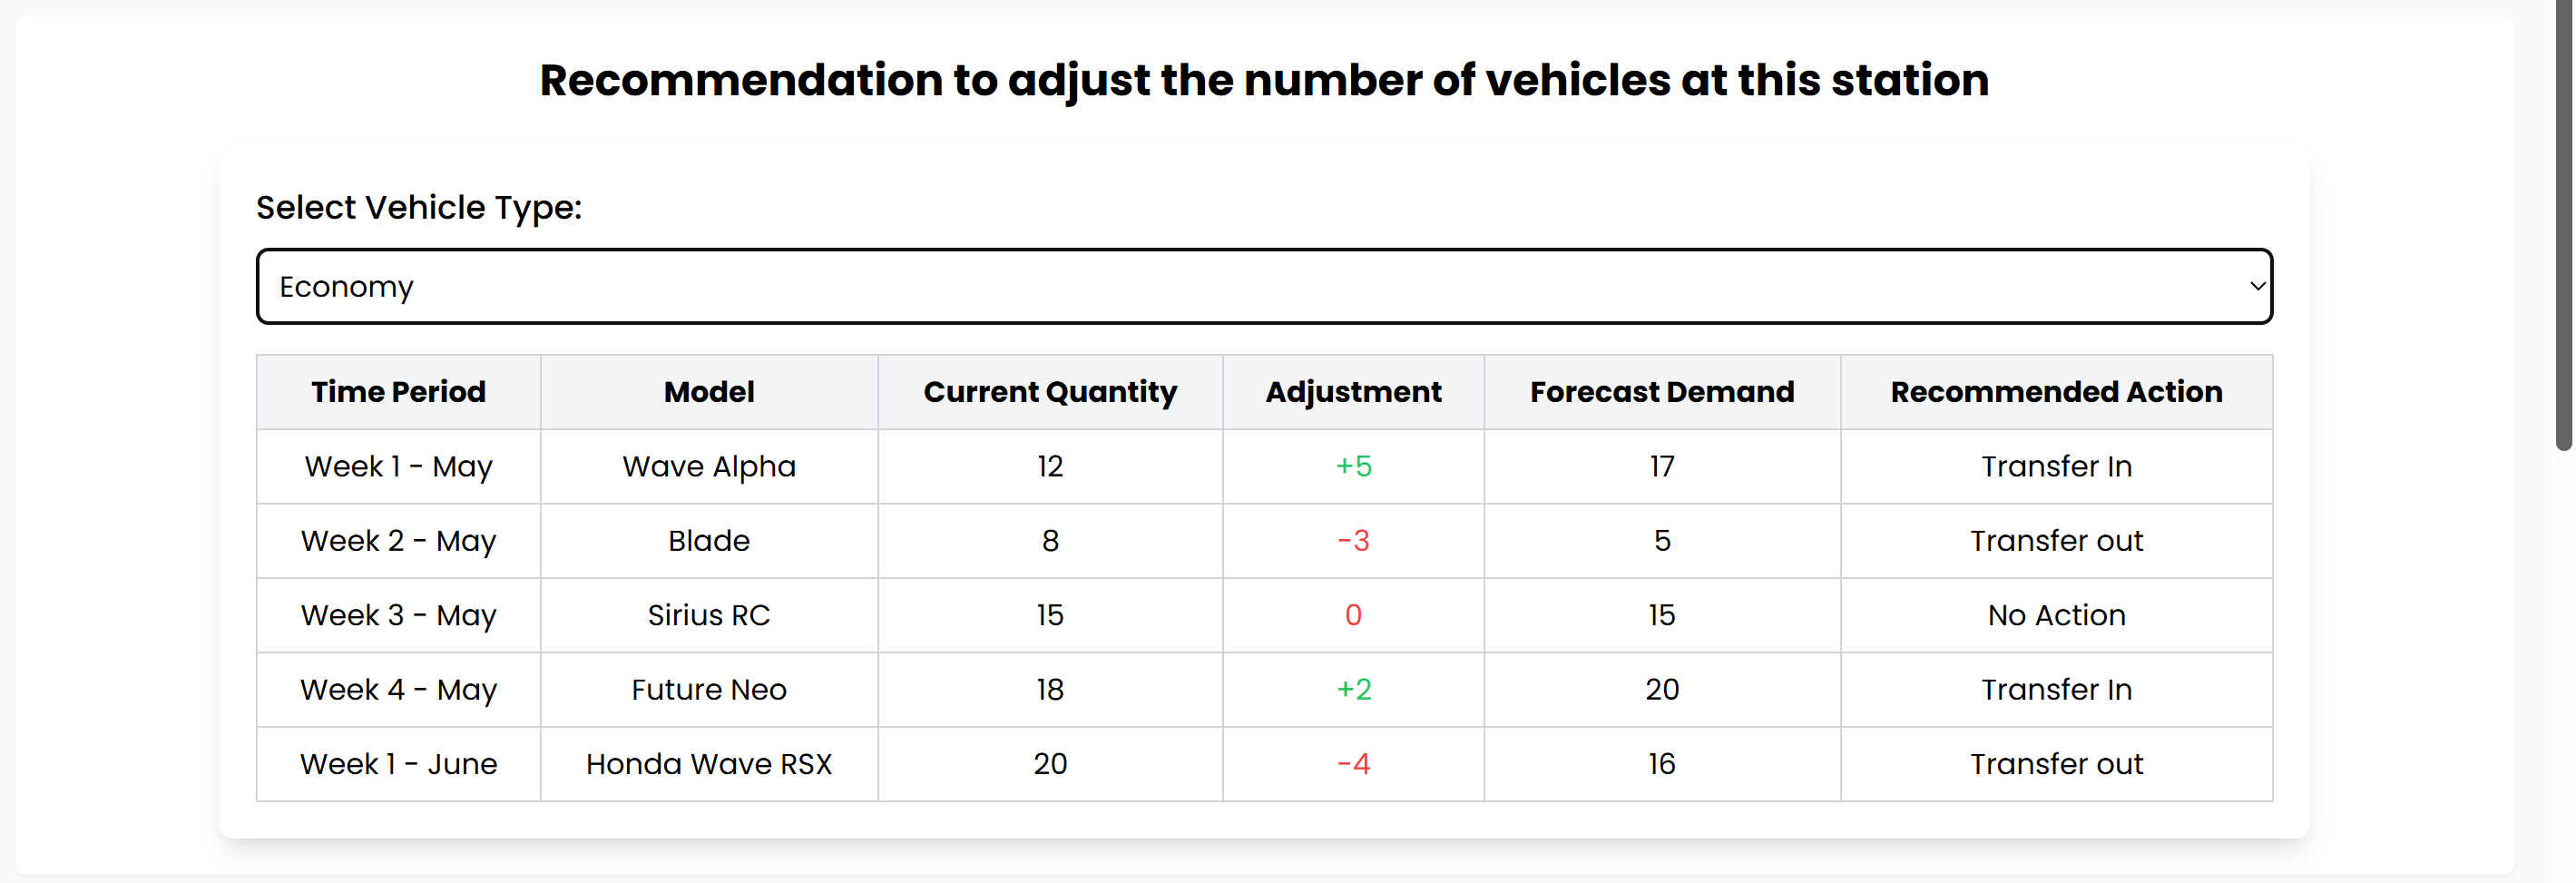 Recommendation to adjust the number of vehicles at this station
Select Vehicle Type:
Economy
Time Period Model Current Quantity Adjustment Forecast Demand Recommended Action
Week 1 - May Wave Alpha 12 +5 17 Transfer In
Week 2 - May Blade 8 -3 5 Transfer out
Week 3 - May Sirius RC 15 0 15 No Action
Week 4 - May Future Neo 18 +2 20 Transfer In
Week 1 - June Honda Wave RSX 20 -4 16 Transfer out